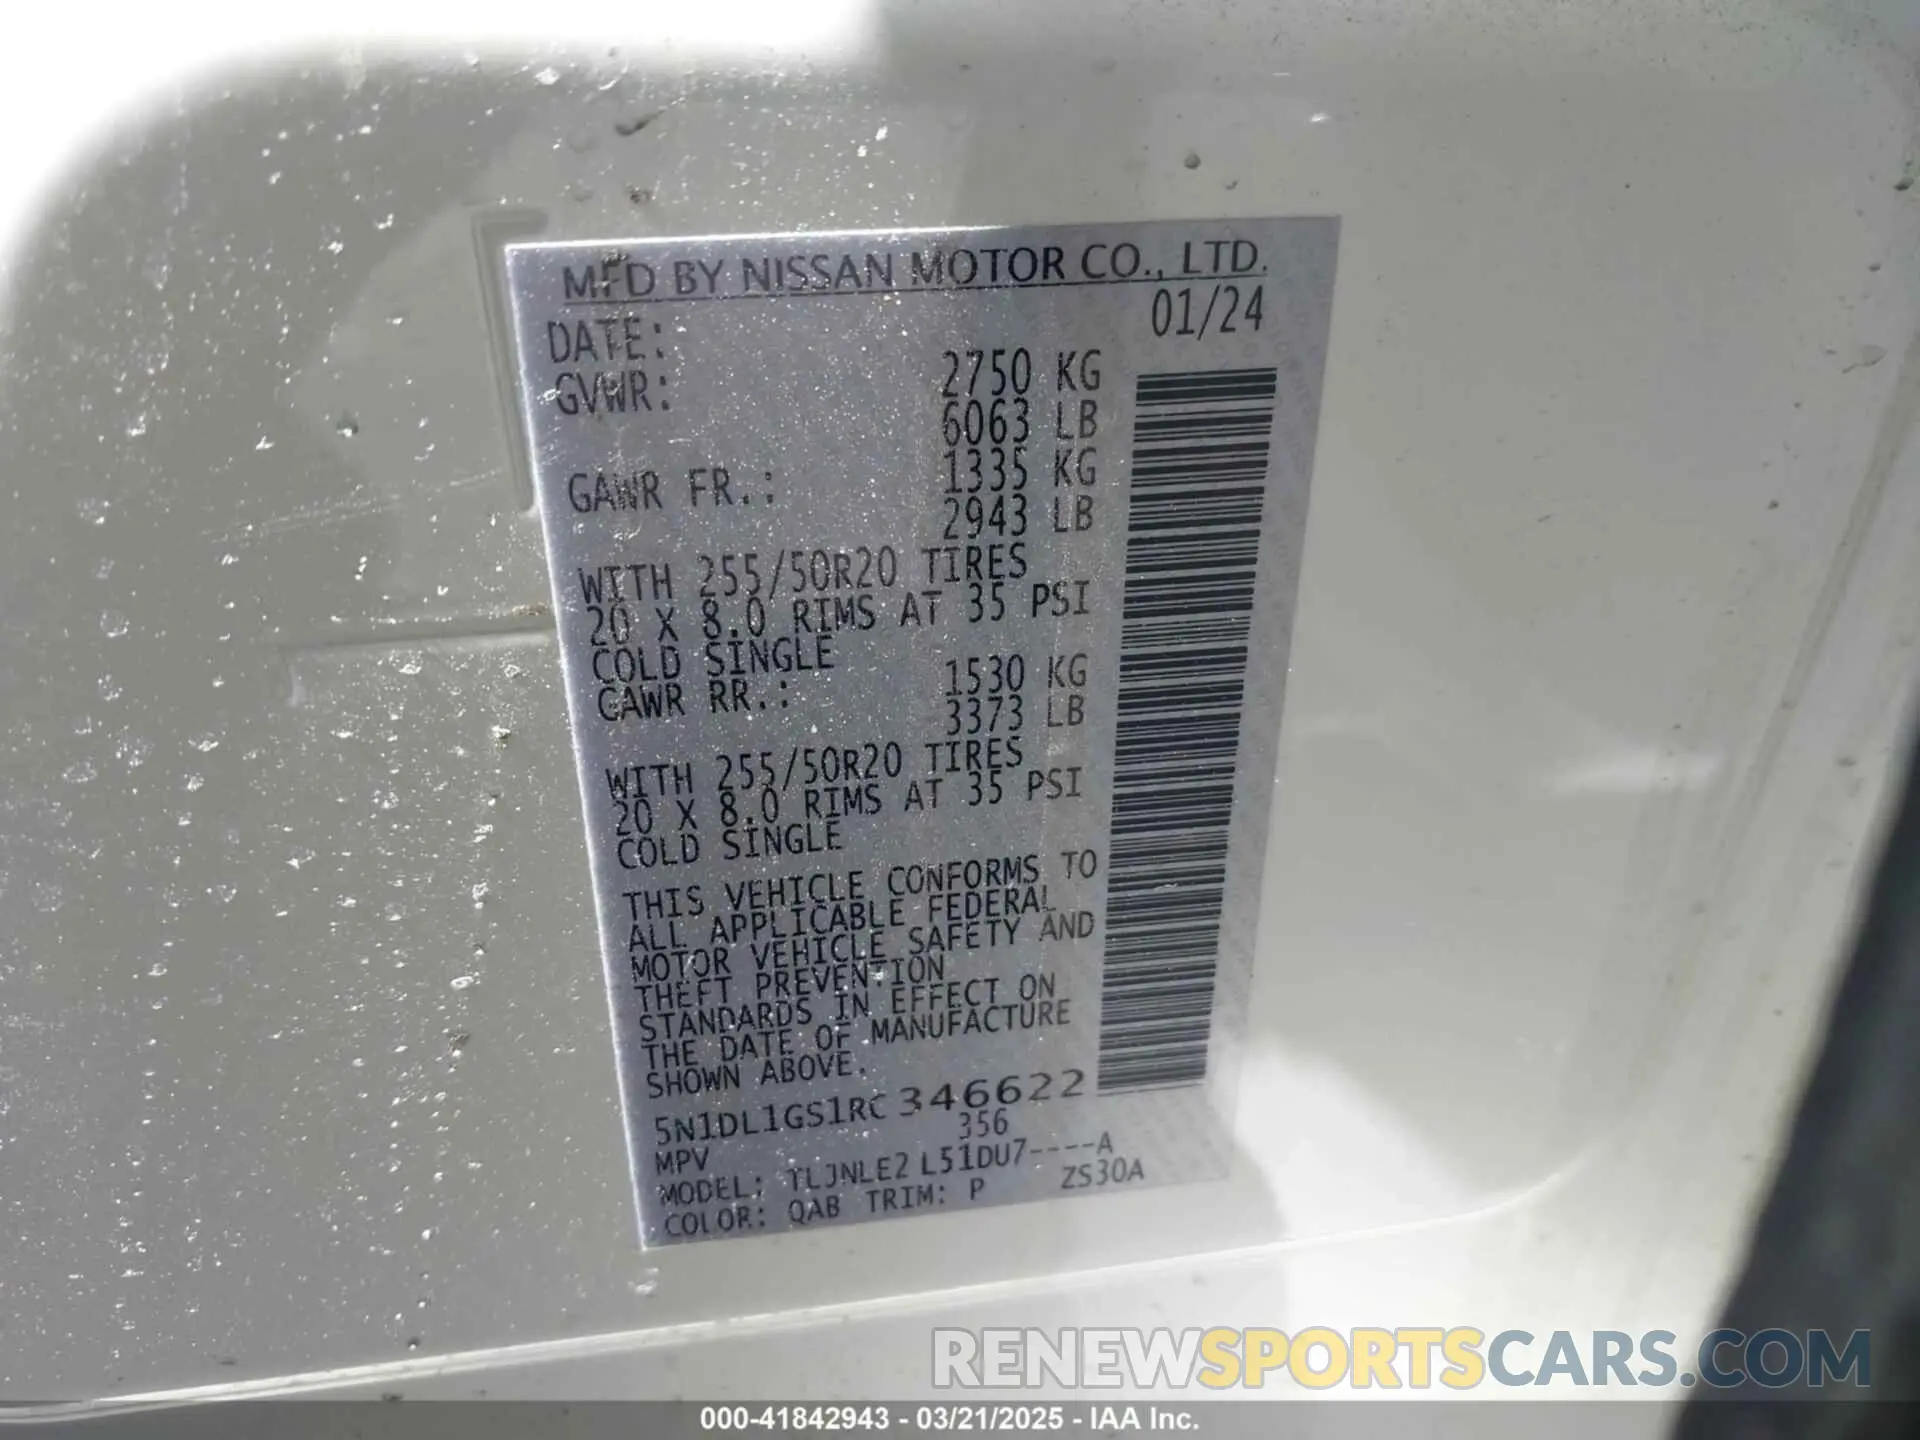 MFD BY NISSAN MOTOR CO., LTD.
DATE: 01/24
GVWR: 2750 KG
6063 LB
GAWR FR.: 1335 KG
2943 LB
WITH 255/50R20 TIRES
20 X 8.0 RIMS AT 35 PSI
COLD SINGLE
GAWR RR.: 1530 KG
3373 LB
WITH 255/50R20 TIRES
20 X 8.0 RIMS AT 35 PSI
COLD SINGLE
THIS VEHICLE CONFORMS TO
ALL APPLICABLE FEDERAL
MOTOR VEHICLE SAFETY AND
THEFT PREVENTION
STANDARDS IN EFFECT ON
THE DATE OF MANUFACTURE
SHOWN ABOVE.
5N1DL1GS1RC346622
MPV 356
MODEL: TLJNLE2 L51DU7----A
COLOR: QAB TRIM: P ZS30A
RENEWSPORTSCARS.COM
000-41842943 - 03/21/2025 - IAA Inc.